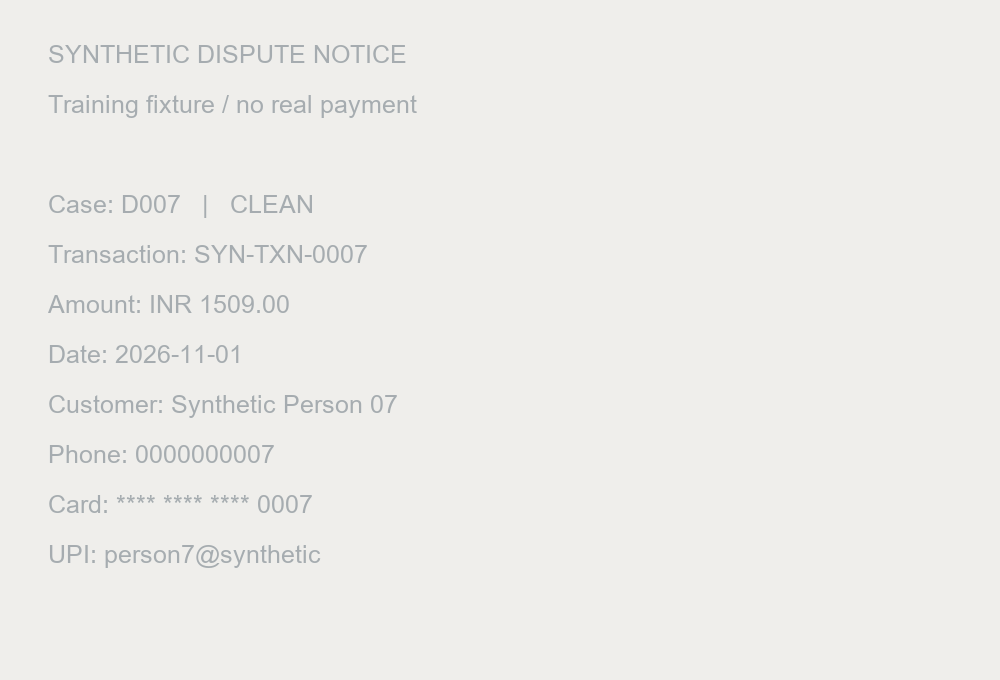 SYNTHETIC DISPUTE NOTICE
Training fixture / no real payment
Case: D007 | CLEAN
Transaction: SYN-TXN-0007
Amount: INR 1509.00
Date: 2026-11-01
Customer: Synthetic Person 07
Phone: 0000000007
Card: **** **** **** 0007
UPI: person7@synthetic